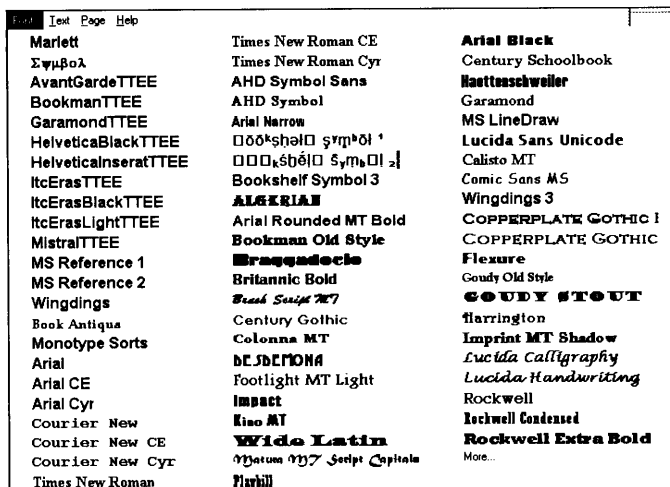 Font Text Page Help
Marlett
Σψμβολ
AvantGardeTTEE
BookmanTTEE
GaramondTTEE
HelveticaBlackTTEE
HelveticaInseratTTEE
ItcErasTTEE
ItcErasBlackTTEE
ItcErasLightTTEE
MistralTTEE
MS Reference 1
MS Reference 2
Wingdings
Book Antiqua
Monotype Sorts
Arial
Arial CE
Arial Cyr
Courier New
Courier New CE
Courier New Cyr
Times New Roman
Times New Roman CE
Times New Roman Cyr
AHD Symbol Sans
AHD Symbol
Arial Narrow
Bookshelf Symbol 3
ALGERIAN
Arial Rounded MT Bold
Bookman Old Style
Braggadocio
Britannic Bold
Brush Script MT
Century Gothic
Colonna MT
DESDEMONA
Footlight MT Light
Impact
Kino MT
Wide Latin
Matura MT Script Capitals
Playbill
Arial Black
Century Schoolbook
Haettenschweiler
Garamond
MS LineDraw
Lucida Sans Unicode
Calisto MT
Comic Sans MS
Wingdings 3
COPPERPLATE GOTHIC
COPPERPLATE GOTHIC
Flexure
Goudy Old Style
GOUDY STOUT
Harrington
Imprint MT Shadow
Lucida Calligraphy
Lucida Handwriting
Rockwell
Rockwell Condensed
Rockwell Extra Bold
More...